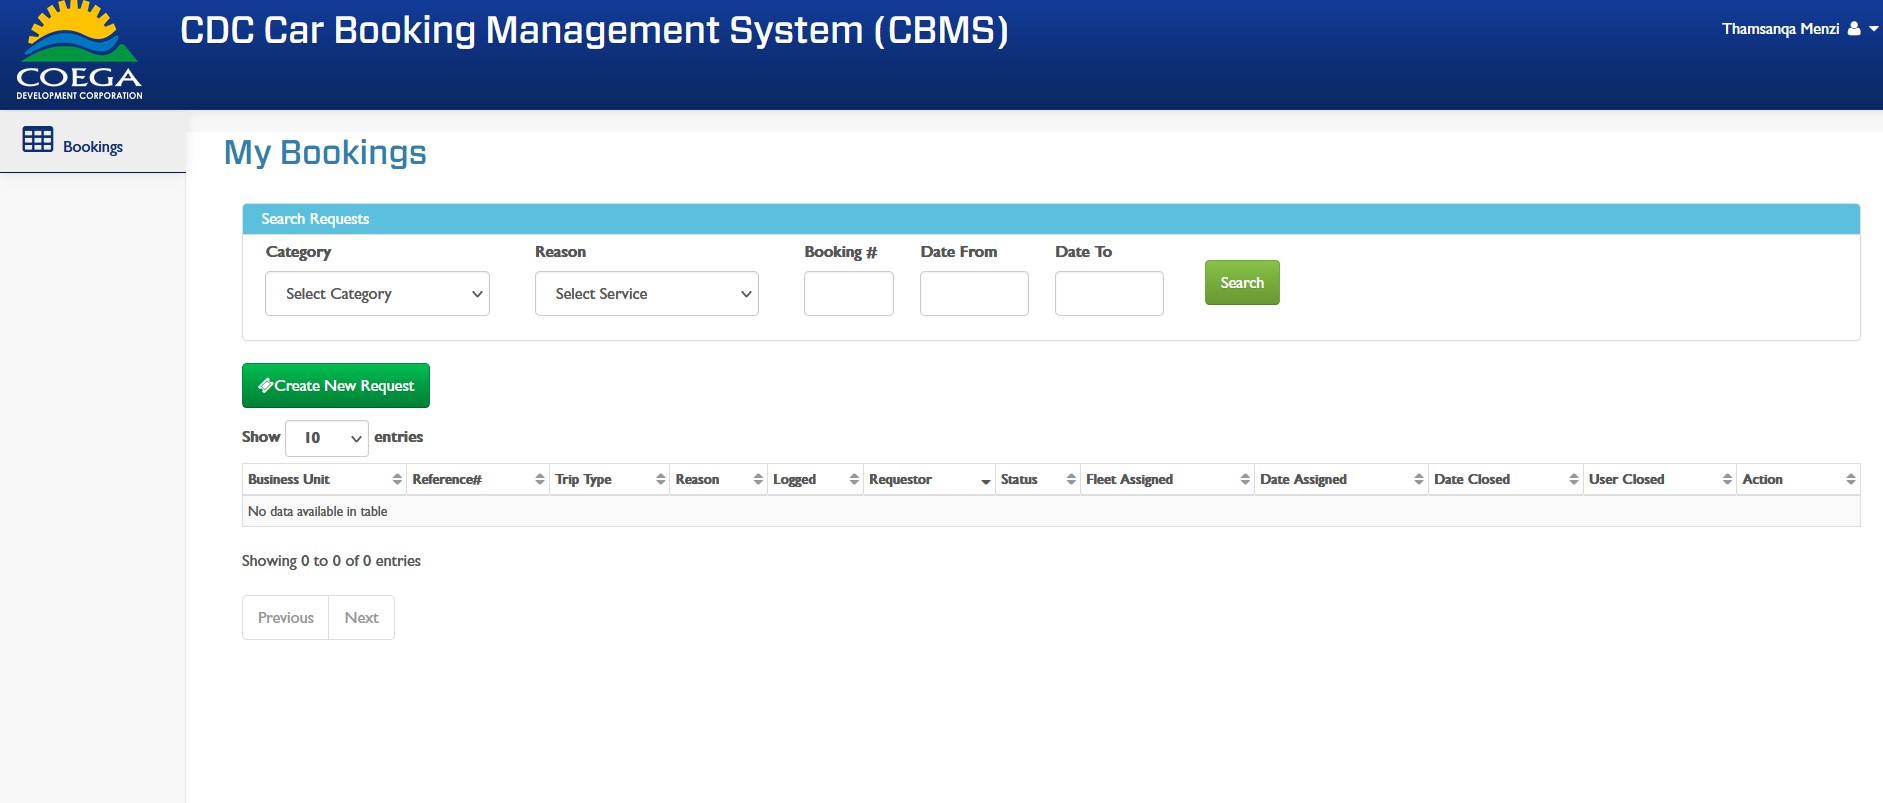 CDC Car Booking Management System (CBMS)
Thamsanqa Menzi
COEGA
DEVELOPMENT CORPORATION
Bookings
My Bookings
Search Requests
Category Reason Booking # Date From Date To
Select Category Select Service Search
Create New Request
Show 10 entries
Business Unit Reference# Trip Type Reason Logged Requestor Status Fleet Assigned Date Assigned Date Closed User Closed Action
No data available in table
Showing 0 to 0 of 0 entries
Previous Next